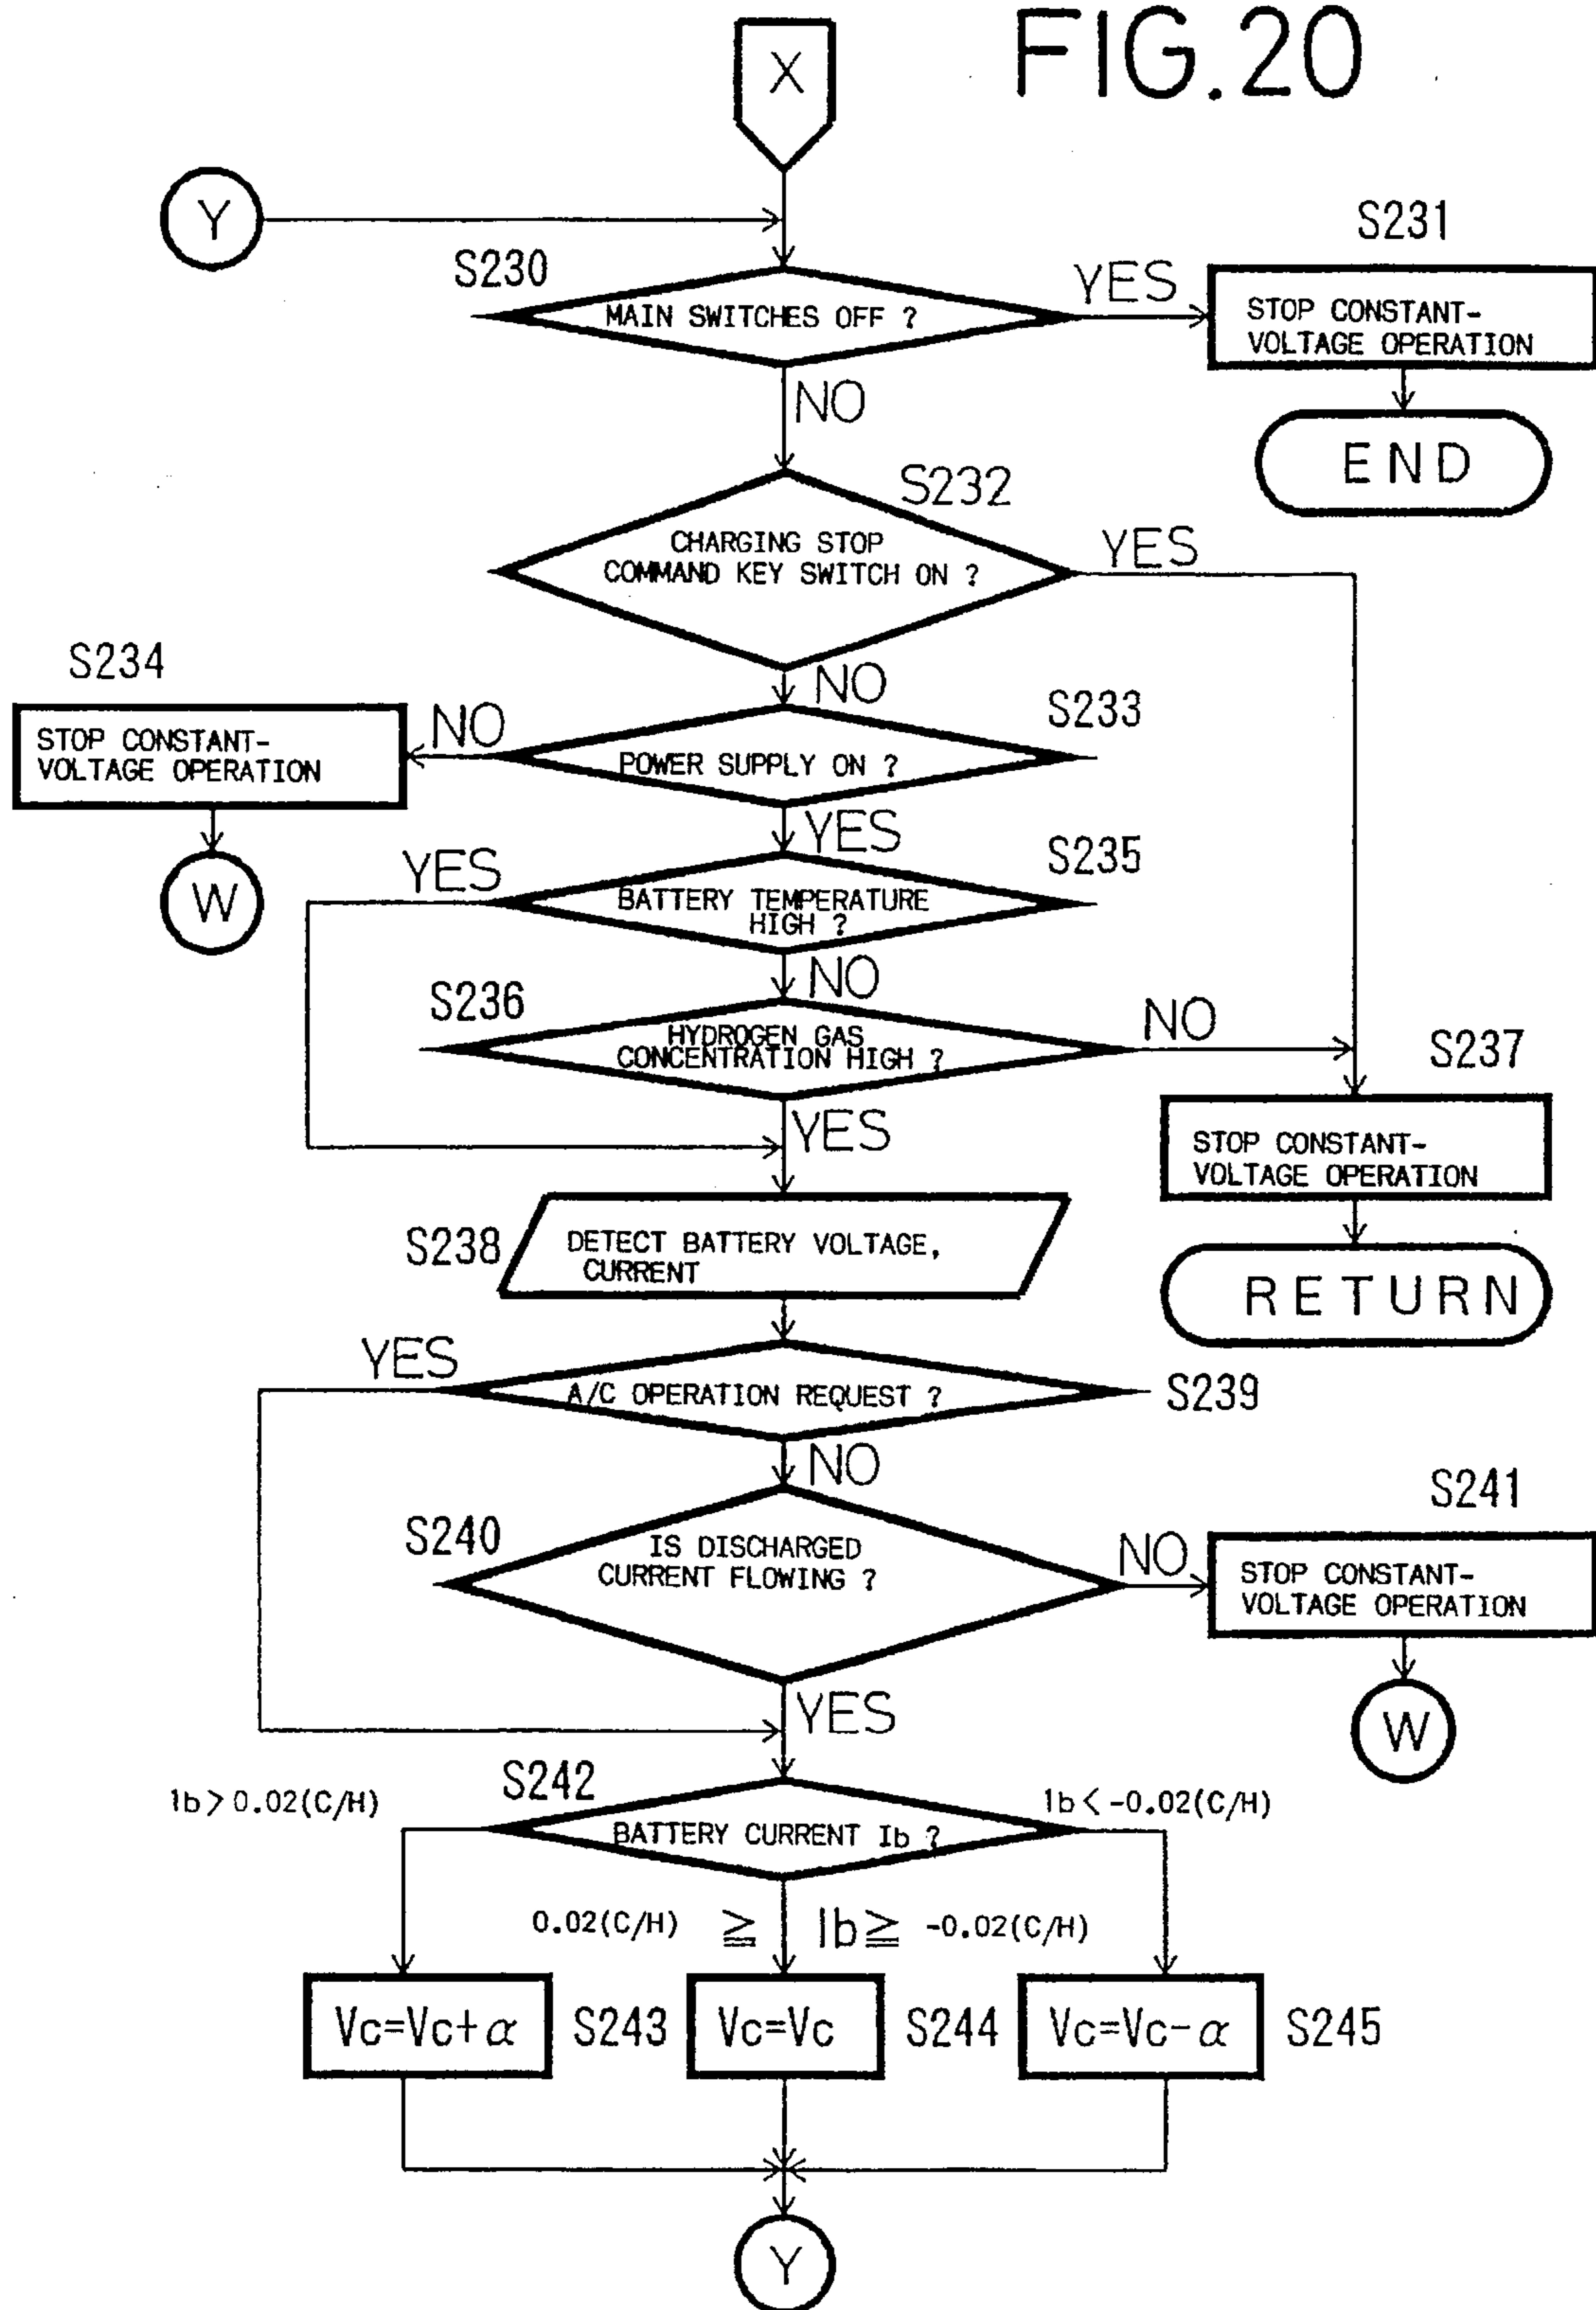 FIG.20
X
Y
S230
MAIN SWITCHES OFF ?
YES
S231
STOP CONSTANT-
VOLTAGE OPERATION
NO
END
S232
CHARGING STOP
COMMAND KEY SWITCH ON ?
YES
NO
S233
POWER SUPPLY ON ?
NO
S234
STOP CONSTANT-
VOLTAGE OPERATION
W
YES
S235
BATTERY TEMPERATURE
HIGH ?
YES
NO
S236
HYDROGEN GAS
CONCENTRATION HIGH ?
NO
S237
STOP CONSTANT-
VOLTAGE OPERATION
RETURN
YES
S238
DETECT BATTERY VOLTAGE,
CURRENT
YES
A/C OPERATION REQUEST ?
S239
NO
S240
IS DISCHARGED
CURRENT FLOWING ?
NO
S241
STOP CONSTANT-
VOLTAGE OPERATION
W
YES
S242
Ib>0.02(C/H)
BATTERY CURRENT Ib ?
Ib<-0.02(C/H)
0.02(C/H) ≧ Ib≧ -0.02(C/H)
Vc=Vc+α
S243
Vc=Vc
S244
Vc=Vc-α
S245
Y